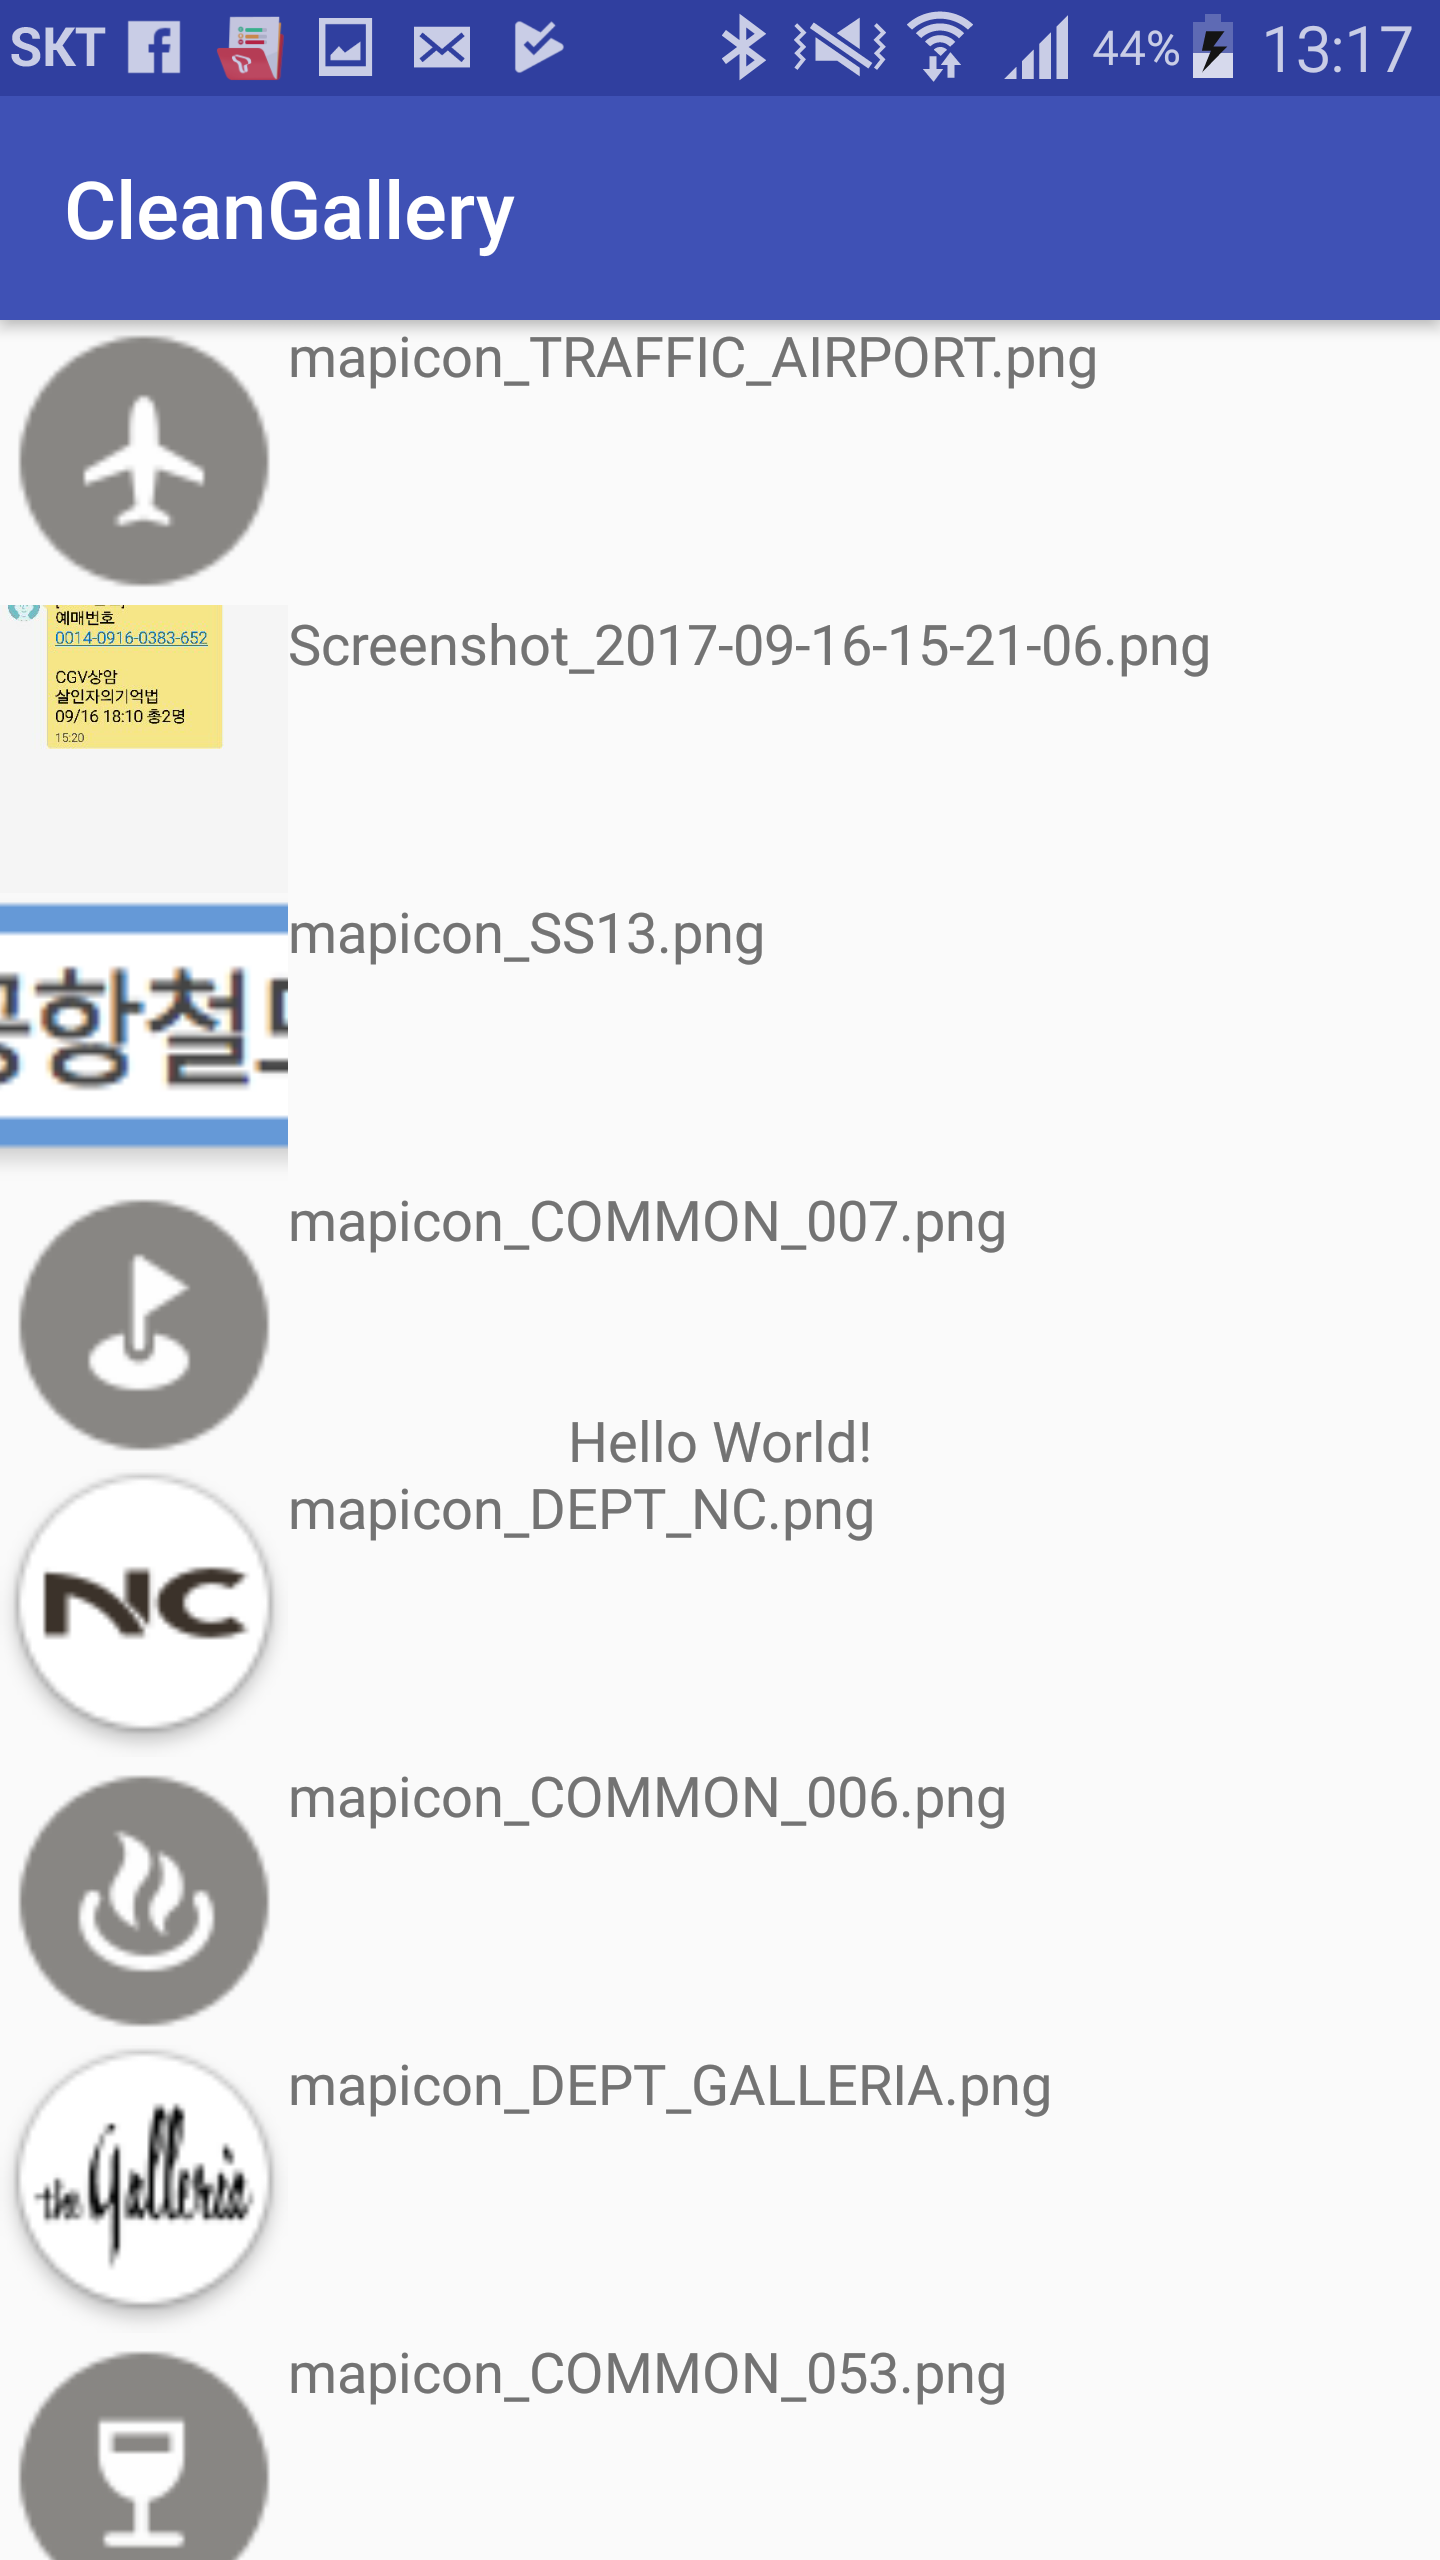 SKT 44% 13:17
CleanGallery
mapicon_TRAFFIC_AIRPORT.png
예매번호
0014-0916-0383-652
CGV상암
살인자의기억법
09/16 18:10 총2명
15:20
Screenshot_2017-09-16-15-21-06.png
mapicon_SS13.png
공항철도
mapicon_COMMON_007.png
Hello World!
mapicon_DEPT_NC.png
NC
mapicon_COMMON_006.png
mapicon_DEPT_GALLERIA.png
the Galleria
mapicon_COMMON_053.png